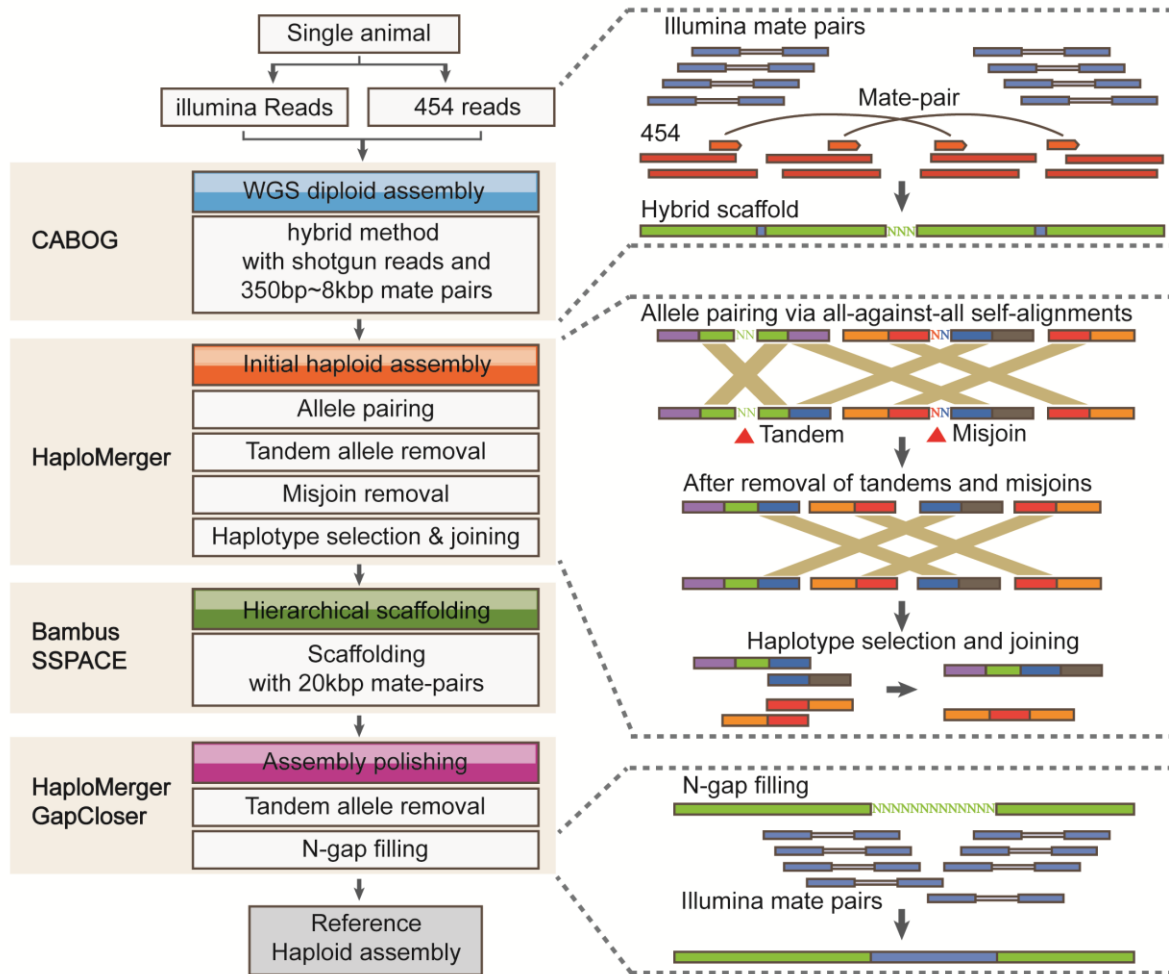 Single animal
illumina Reads
454 reads
CABOG
WGS diploid assembly
hybrid method
with shotgun reads and
350bp~8kbp mate pairs
HaploMerger
Initial haploid assembly
Allele pairing
Tandem allele removal
Misjoin removal
Haplotype selection & joining
Bambus
SSPACE
Hierarchical scaffolding
Scaffolding
with 20kbp mate-pairs
HaploMerger
GapCloser
Assembly polishing
Tandem allele removal
N-gap filling
Reference
Haploid assembly
Illumina mate pairs
Mate-pair
454
Hybrid scaffold
NNN
Allele pairing via all-against-all self-alignments
NN
NN
NN
NN
Tandem
Misjoin
After removal of tandems and misjoins
Haplotype selection and joining
N-gap filling
NNNNNNNNNNNNN
Illumina mate pairs